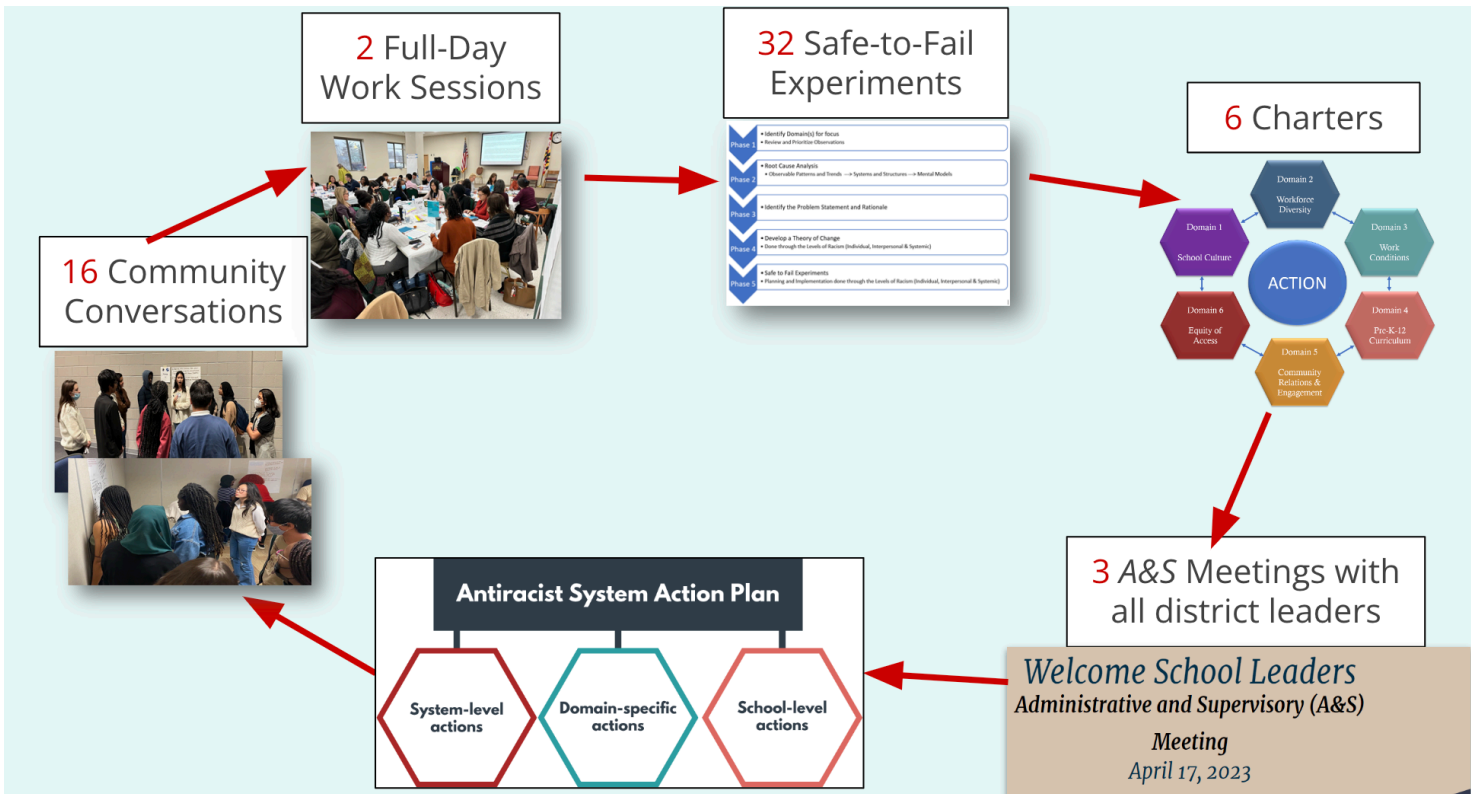 2 Full-Day
Work Sessions
32 Safe-to-Fail
Experiments
6 Charters
16 Community
Conversations
Phase 1
• Identify Domain(s) for focus
• Review and Prioritize Observations
Phase 2
• Root Cause Analysis
• Observable Patterns and Trends ---> Systems and Structures ---> Mental Models
Phase 3
• Identify the Problem Statement and Rationale
Phase 4
• Develop a Theory of Change
• Done through the Levels of Racism (Individual, Interpersonal & Systemic)
Phase 5
• Safe to Fail Experiments
• Planning and Implementation done through the Levels of Racism (Individual, Interpersonal & Systemic)
Domain 2
Workforce
Diversity
Domain 1
School Culture
Domain 3
Work
Conditions
ACTION
Domain 6
Equity of
Access
Domain 4
Pre-K-12
Curriculum
Domain 5
Community
Relations &
Engagement
3 A&S Meetings with
all district leaders
Welcome School Leaders
Administrative and Supervisory (A&S)
Meeting
April 17, 2023
Antiracist System Action Plan
System-level
actions
Domain-specific
actions
School-level
actions